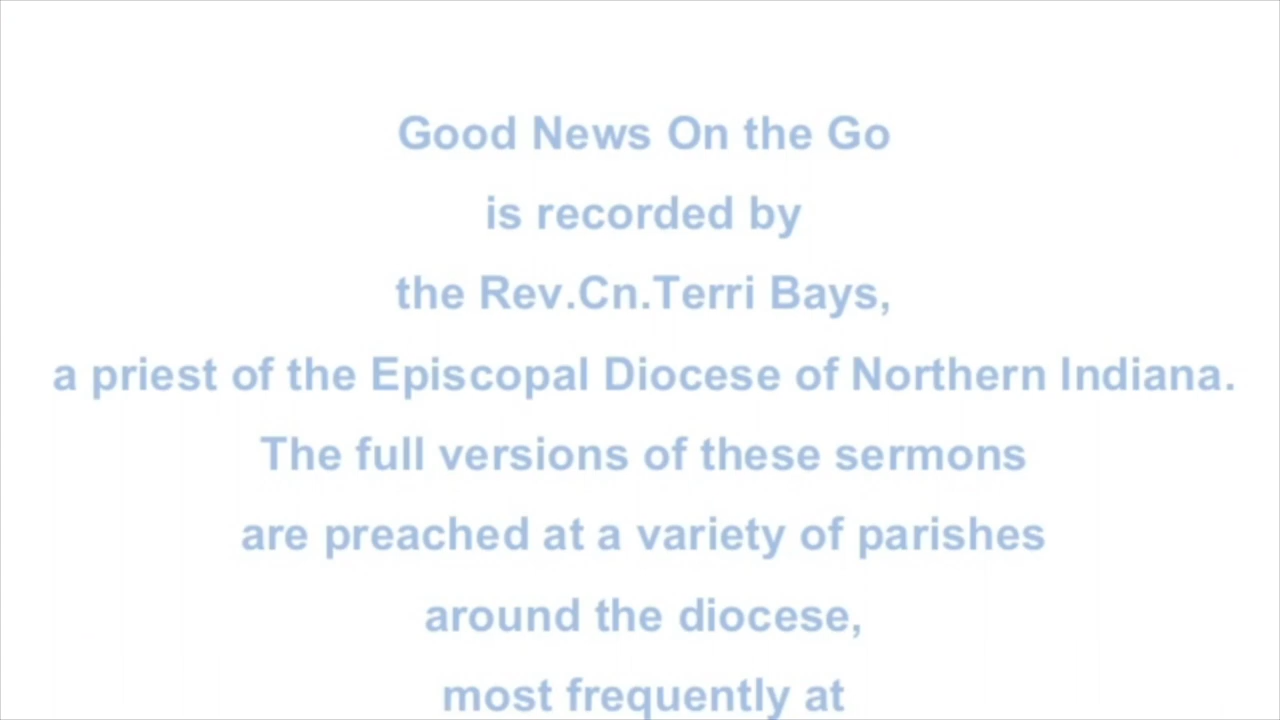 Good News On the Go
is recorded by
the Rev.Cn.Terri Bays,
a priest of the Episcopal Diocese of Northern Indiana.
The full versions of these sermons
are preached at a variety of parishes
around the diocese,
most frequently at